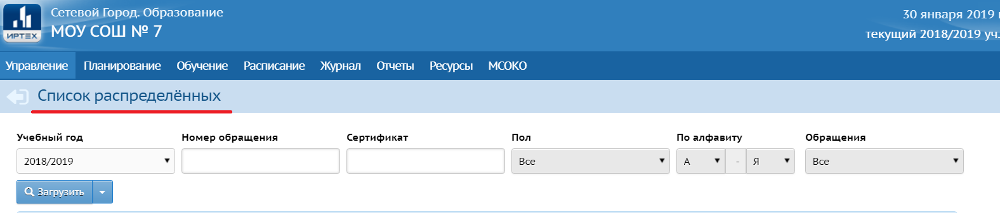 Сетевой Город. Образование
ИРТЕХ
МОУ СОШ № 7
30 января 2019
текущий 2018/2019 уч.
Управление Планирование Обучение Расписание Журнал Отчеты Ресурсы МСОКО
Список распределённых
Учебный год Номер обращения Сертификат Пол По алфавиту Обращения
2018/2019 Все А - Я Все
Загрузить